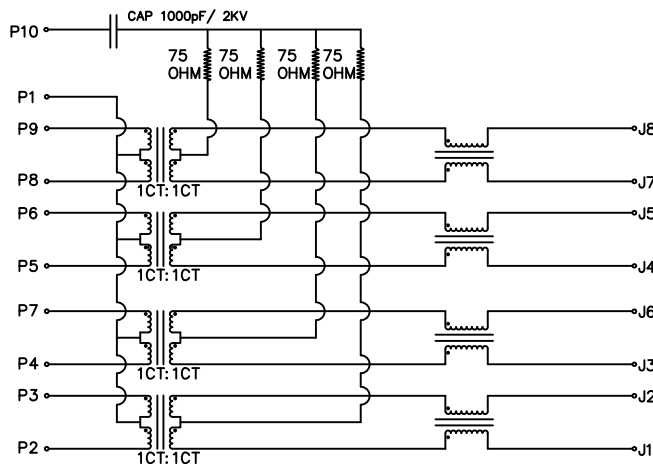 CAP 1000pF/ 2KV
P10
75 OHM
75 OHM
75 OHM
75 OHM
P1
P9
J8
P8
J7
1CT:1CT
P6
J5
P5
J4
1CT:1CT
P7
J6
P4
J3
1CT:1CT
P3
J2
P2
J1
1CT:1CT